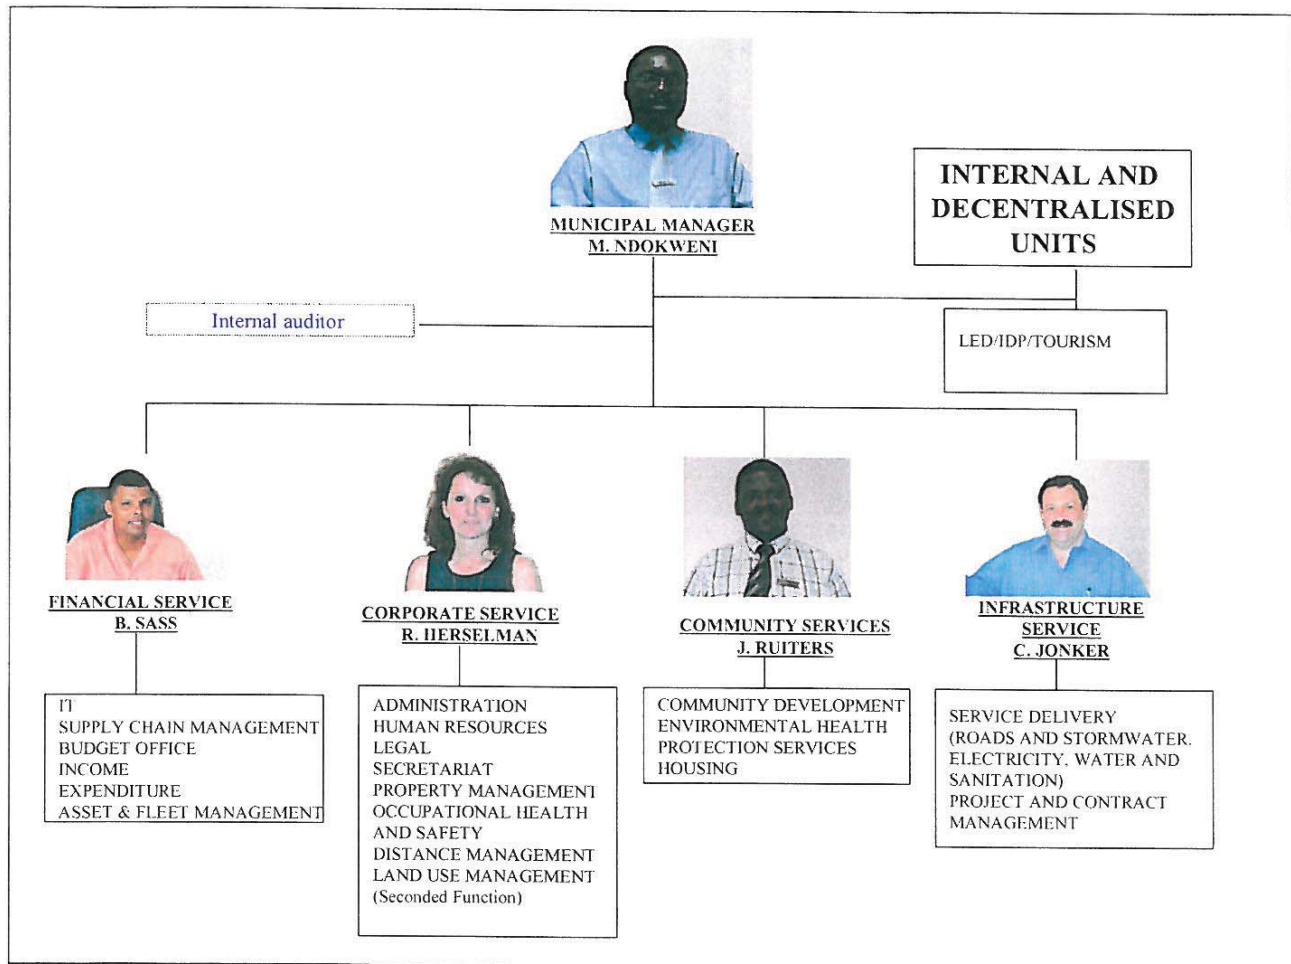 MUNICIPAL MANAGER
M. NDOKWENI
INTERNAL AND
DECENTRALISED
UNITS
Internal auditor
LED/IDP/TOURISM
FINANCIAL SERVICE
B. SASS
CORPORATE SERVICE
R. HERSELMAN
COMMUNITY SERVICES
J. RUITERS
INFRASTRUCTURE
SERVICE
C. JONKER
IT
SUPPLY CHAIN MANAGEMENT
BUDGET OFFICE
INCOME
EXPENDITURE
ASSET & FLEET MANAGEMENT
ADMINISTRATION
HUMAN RESOURCES
LEGAL
SECRETARIAT
PROPERTY MANAGEMENT
OCCUPATIONAL HEALTH
AND SAFETY
DISTANCE MANAGEMENT
LAND USE MANAGEMENT
(Seconded Function)
COMMUNITY DEVELOPMENT
ENVIRONMENTAL HEALTH
PROTECTION SERVICES
HOUSING
SERVICE DELIVERY
(ROADS AND STORMWATER,
ELECTRICITY, WATER AND
SANITATION)
PROJECT AND CONTRACT
MANAGEMENT